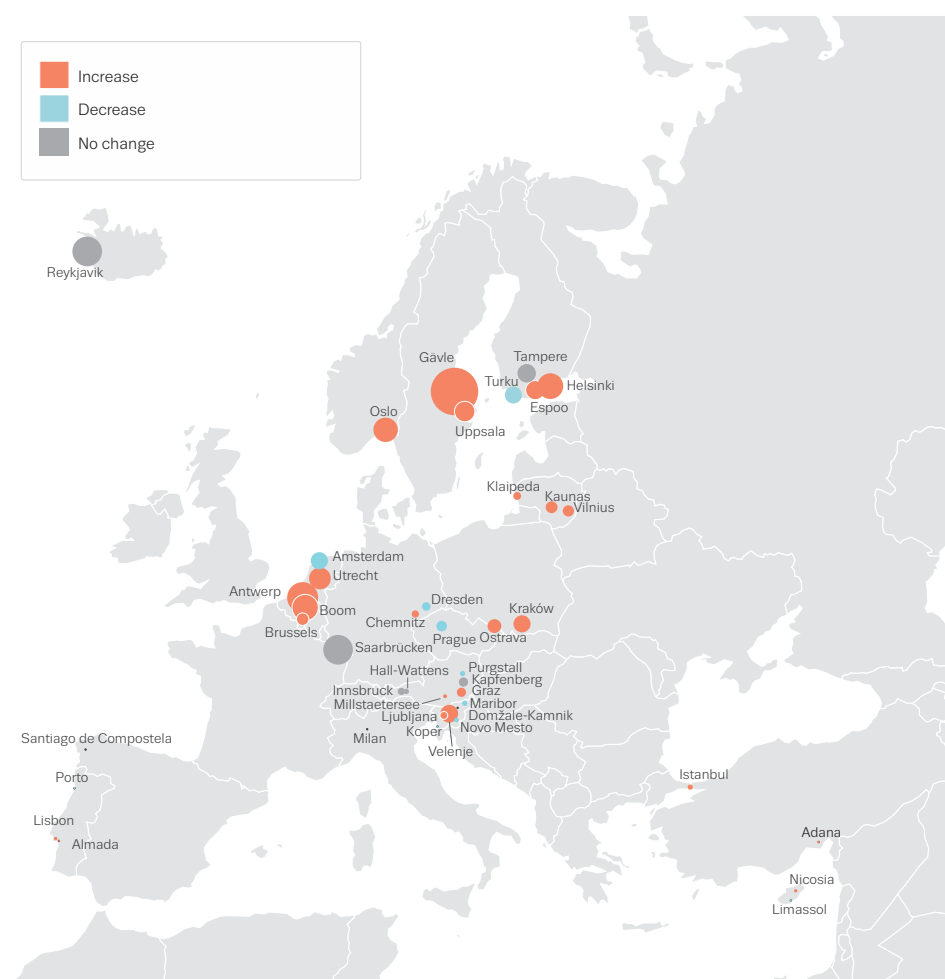 Increase
Decrease
No change
Reykjavik
Gävle
Tampere
Turku
Helsinki
Espoo
Oslo
Uppsala
Klaipeda
Kaunas
Vilnius
Amsterdam
Utrecht
Antwerp
Boom
Brussels
Dresden
Chemnitz
Kraków
Prague
Ostrava
Saarbrücken
Hall-Wattens
Purgstall
Kapfenberg
Innsbruck
Graz
Millstaetersee
Maribor
Ljubljana
Domžale-Kamnik
Koper
Novo Mesto
Milan
Velenje
Santiago de Compostela
Porto
Lisbon
Almada
Istanbul
Adana
Nicosia
Limassol